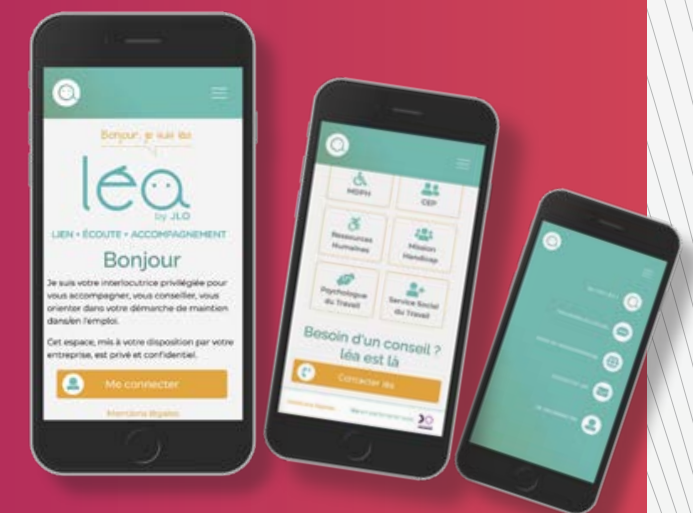 Bonjour, je suis léa
léa
by JLO
LIEN • ÉCOUTE • ACCOMPAGNEMENT
Bonjour
Je suis votre interlocutrice privilégiée pour
vous accompagner, vous conseiller, vous
orienter dans votre démarche de maintien
dans/en l'emploi.
Cet espace, mis à votre disposition par votre
entreprise, est privé et confidentiel.
Me connecter
Mentions légales
MDPH
CEP
Ressources
Humaines
Mission
Handicap
Psychologue
du Travail
Service Social
du Travail
Besoin d'un conseil ?
léa est là
Contacter léa